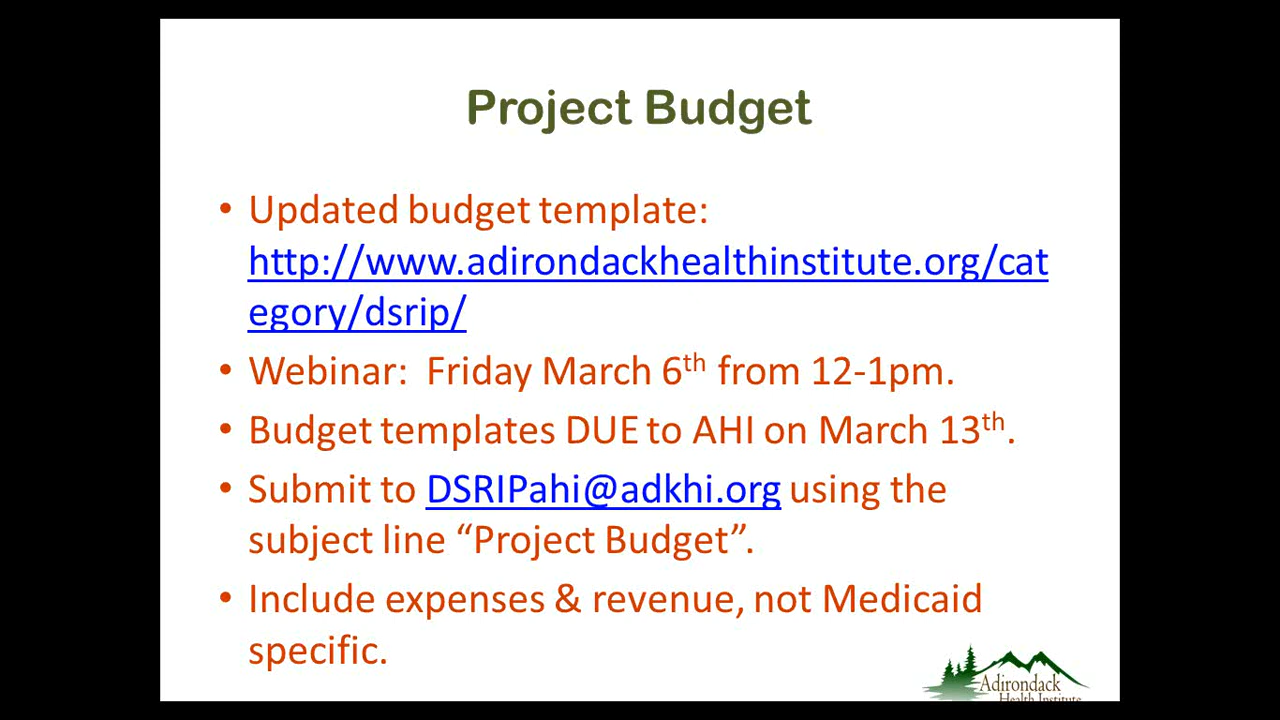 Project Budget
• Updated budget template:
http://www.adirondackhealthinstitute.org/cat
egory/dsrip/
• Webinar:  Friday March 6th from 12-1pm.
• Budget templates DUE to AHI on March 13th.
• Submit to DSRIPahi@adkhi.org using the
subject line “Project Budget”.
• Include expenses & revenue, not Medicaid
specific.
Adirondack
Health Institute